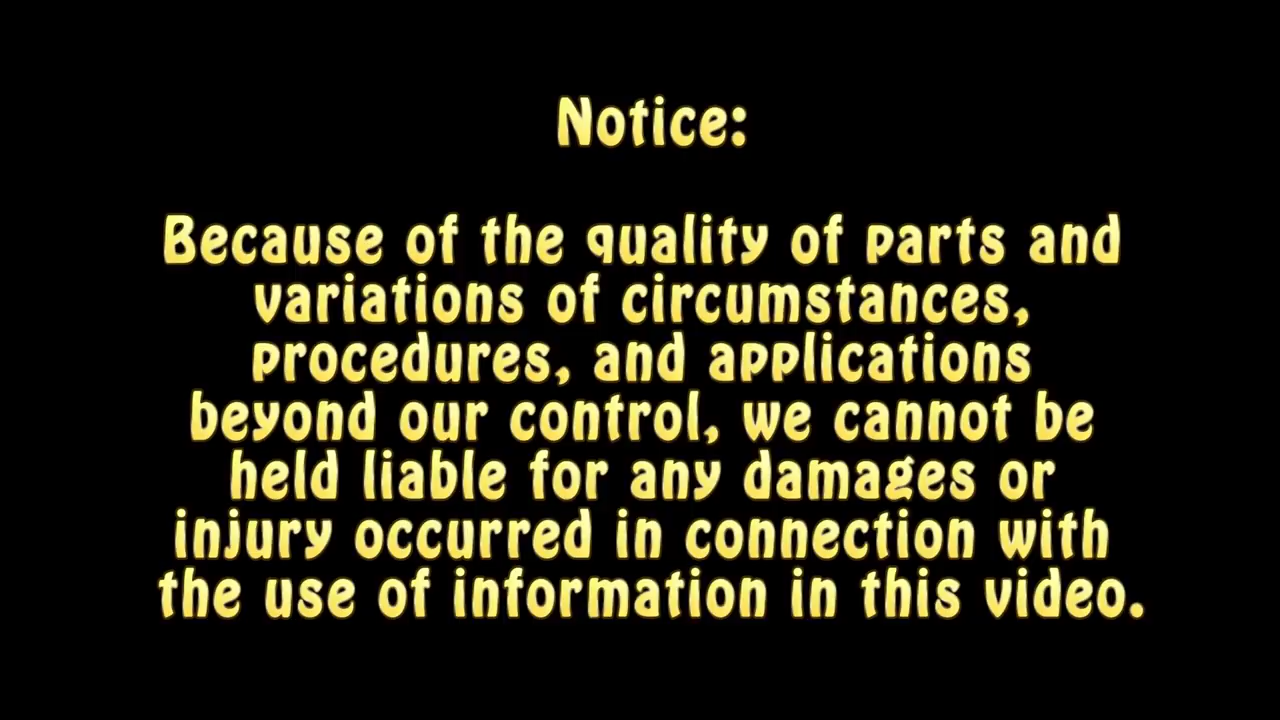 Notice:
Because of the quality of parts and
variations of circumstances,
procedures, and applications
beyond our control, we cannot be
held liable for any damages or
injury occurred in connection with
the use of information in this video.